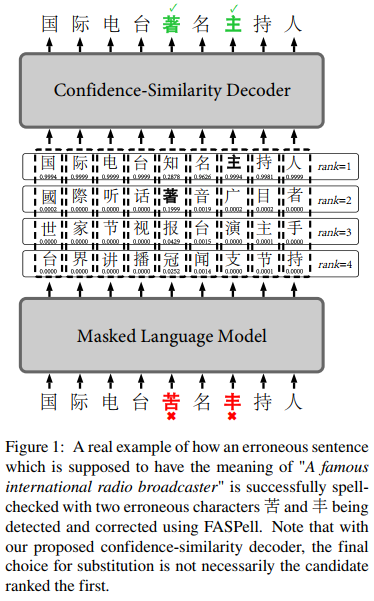 国 际 电 台 著 名 主 持 人
Confidence-Similarity Decoder
国 际 电 台 知 名 主 持 人 rank=1
0.9994 0.9999 0.9999 0.9999 0.2878 0.9626 0.9994 0.9981 0.9999
國 際 听 话 著 音 广 目 者 rank=2
0.0002 0.0000 0.0000 0.0000 0.1999 0.0019 0.0002 0.0002 0.0000
世 家 节 视 报 台 演 主 手 rank=3
0.0000 0.0000 0.0000 0.0000 0.0429 0.0015 0.0000 0.0000 0.0000
台 界 讲 播 冠 闻 支 节 持 rank=4
0.0000 0.0000 0.0000 0.0000 0.0252 0.0014 0.0000 0.0001 0.0000
Masked Language Model
国 际 电 台 苦 名 丰 持 人
Figure 1: A real example of how an erroneous sentence
which is supposed to have the meaning of "A famous
international radio broadcaster" is successfully spell-
checked with two erroneous characters 苦 and 丰 being
detected and corrected using FASPell. Note that with
our proposed confidence-similarity decoder, the final
choice for substitution is not necessarily the candidate
ranked the first.